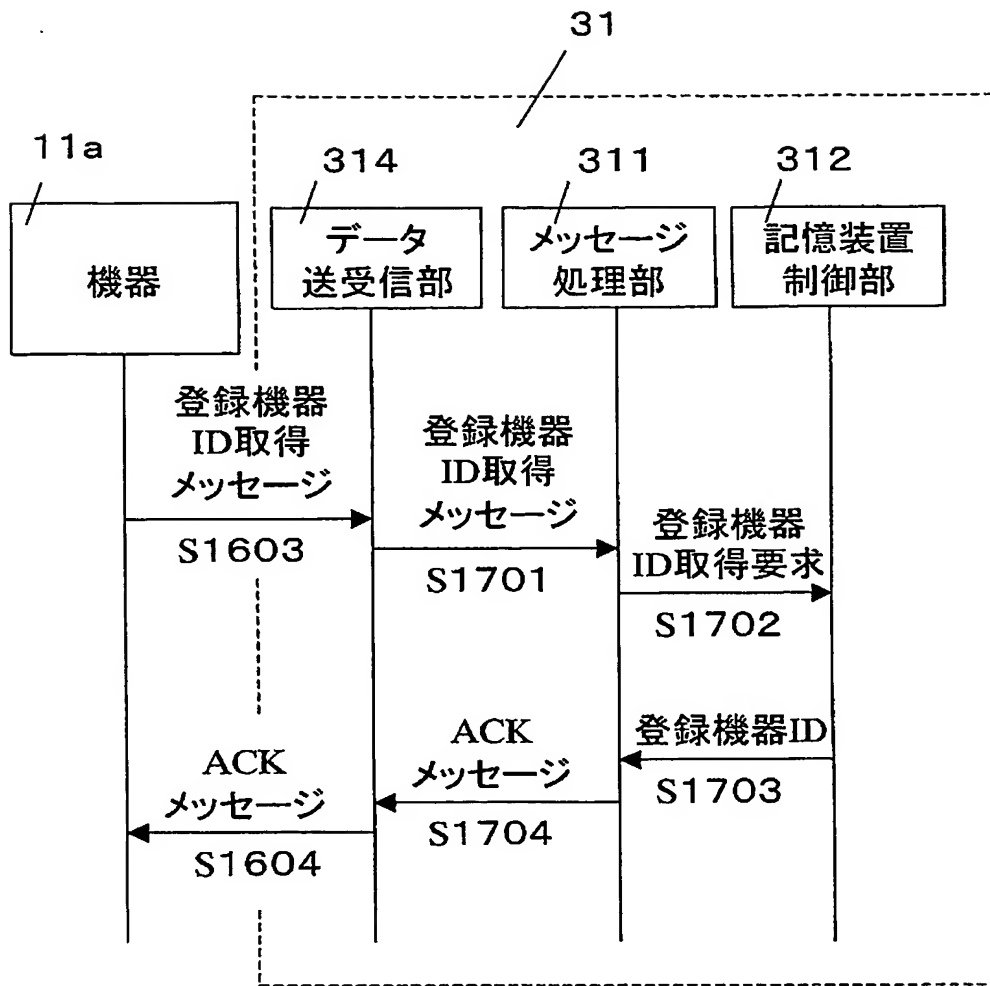 31
11a
314
311
312
機器
データ
送受信部
メッセージ
処理部
記憶装置
制御部
登録機器
ID取得
メッセージ
S1603
登録機器
ID取得
メッセージ
S1701
登録機器
ID取得要求
S1702
登録機器ID
S1703
ACK
メッセージ
S1704
ACK
メッセージ
S1604